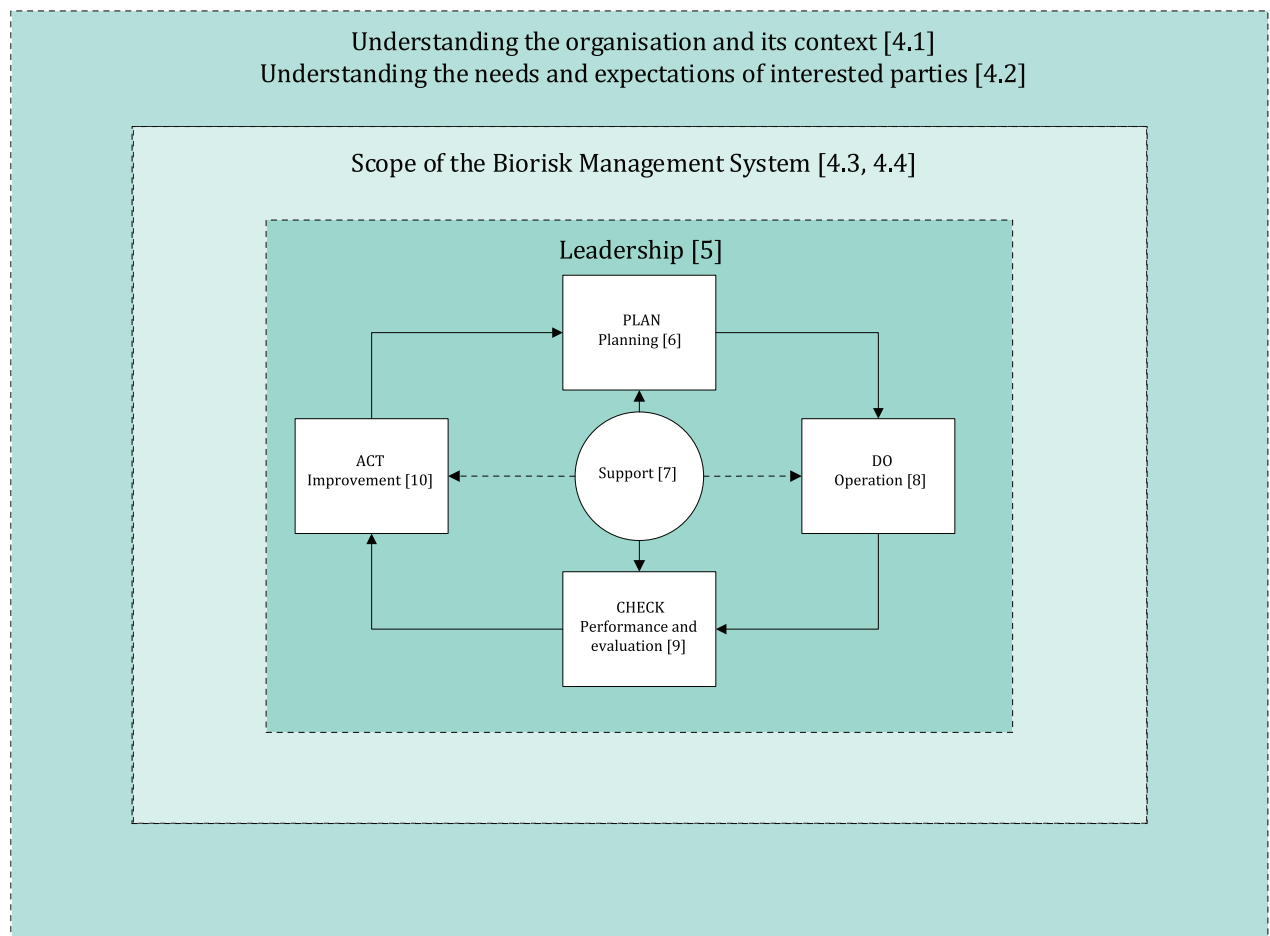 Understanding the organisation and its context [4.1]
Understanding the needs and expectations of interested parties [4.2]
Scope of the Biorisk Management System [4.3, 4.4]
Leadership [5]
PLAN
Planning [6]
ACT
Improvement [10]
Support [7]
DO
Operation [8]
CHECK
Performance and
evaluation [9]